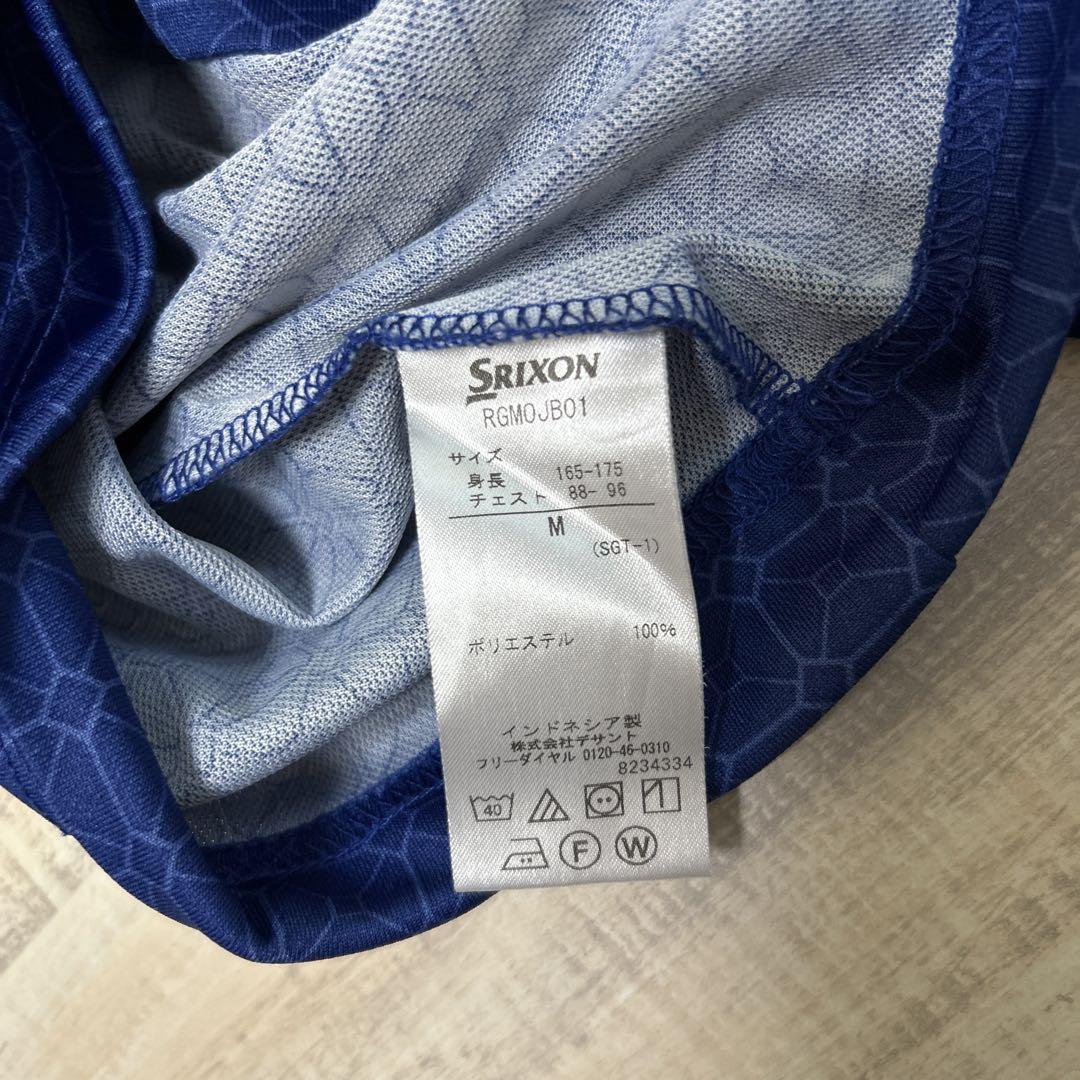 SRIXON
RGM0JB01
サイズ
身長 165-175
チェスト 88- 96
M
(SGT-1)
ポリエステル 100%
インドネシア製
株式会社デサント
フリーダイヤル 0120-46-0310
8234334
40
F W